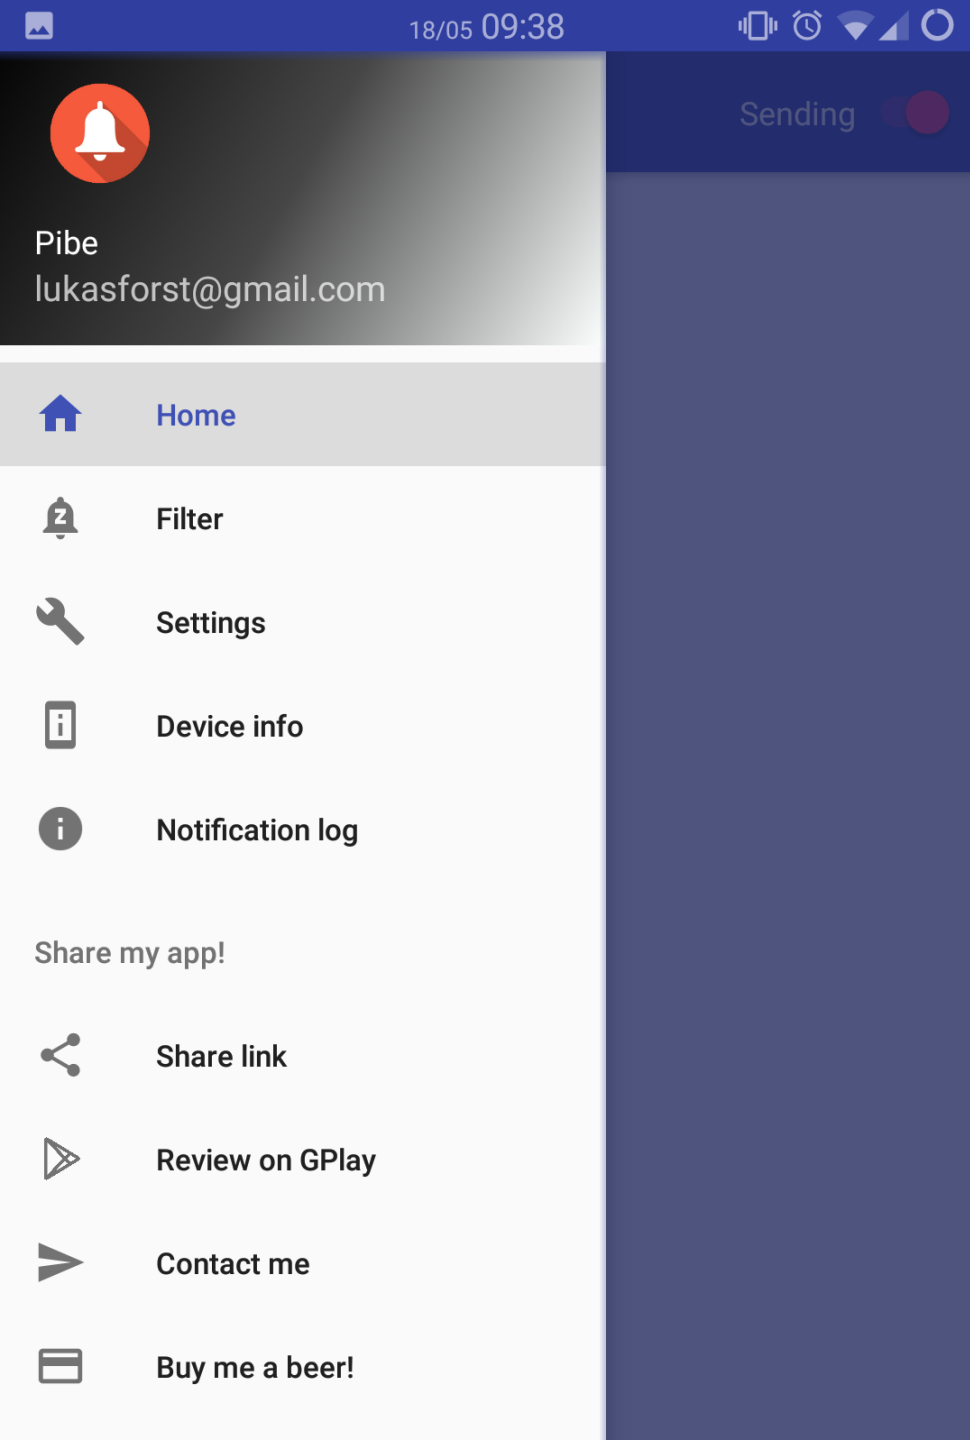 18/05 09:38
Sending
Pibe
lukasforst@gmail.com
Home
Filter
Settings
Device info
Notification log
Share my app!
Share link
Review on GPlay
Contact me
Buy me a beer!